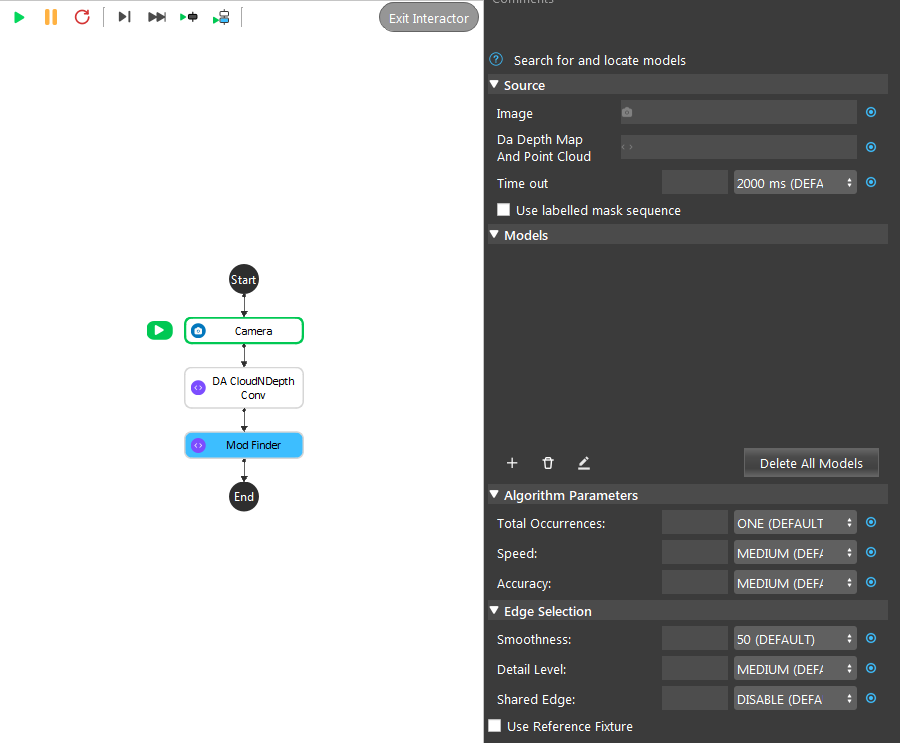 Exit Interactor
Start
Camera
DA CloudNDepth
Conv
Mod Finder
End
Comments
Search for and locate models
Source
Image
Da Depth Map
And Point Cloud
Time out
2000 ms (DEFA
Use labelled mask sequence
Models
Delete All Models
Algorithm Parameters
Total Occurrences:
ONE (DEFAULT
Speed:
MEDIUM (DEFA
Accuracy:
MEDIUM (DEFA
Edge Selection
Smoothness:
50 (DEFAULT)
Detail Level:
MEDIUM (DEFA
Shared Edge:
DISABLE (DEFA
Use Reference Fixture